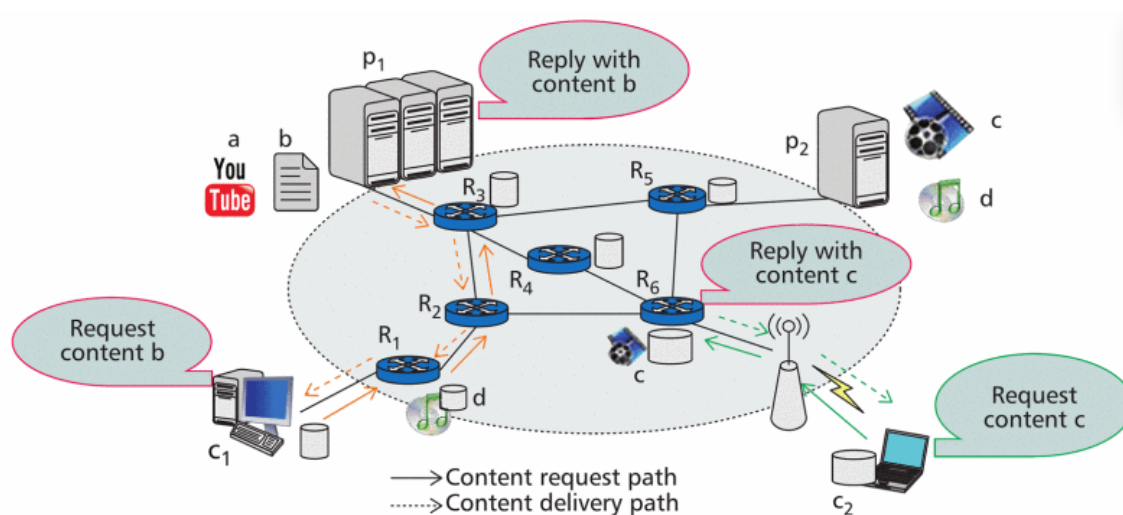 p₁
Reply with
content b
a
b
You
Tube
p₂
c
d
R₃
R₅
R₄
Reply with
content c
R₂
R₆
Request
content b
R₁
c
d
c₁
Request
content c
c₂
Content request path
Content delivery path